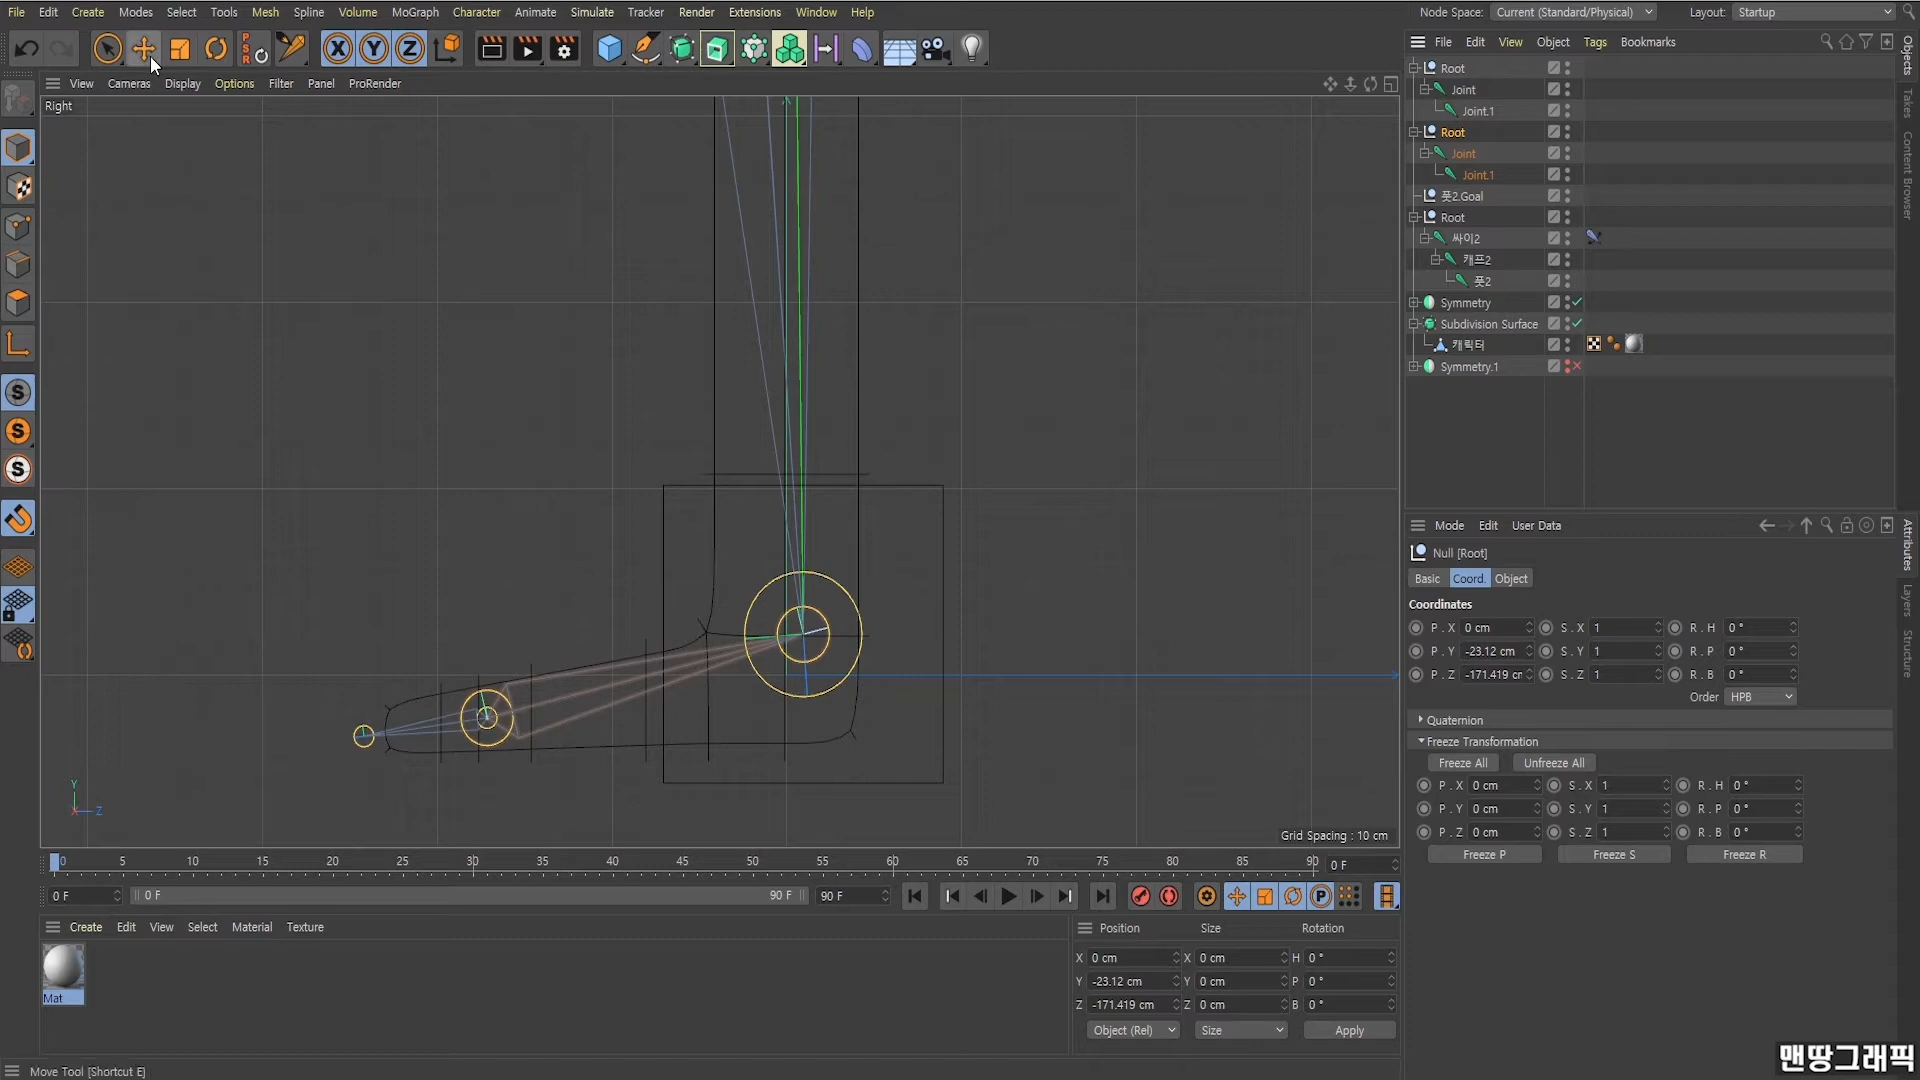 File Edit Create Modes Select Tools Mesh Spline Volume MoGraph Character Animate Simulate Tracker Render Extensions Window Help
Node Space: Current (Standard/Physical) Layout: Startup
PSR X Y Z
File Edit View Object Tags Bookmarks
View Cameras Display Options Filter Panel ProRender
Right
Root
Joint
Joint.1
Root
Joint
Joint.1
풋2.Goal
Root
싸이2
캐프2
풋2
Symmetry
Subdivision Surface
캐릭터
Symmetry.1
Objects
Takes
Content Browser
Mode Edit User Data
Null [Root]
Basic Coord. Object
Coordinates
P . X 0 cm S . X 1 R . H 0 °
P . Y -23.12 cm S . Y 1 R . P 0 °
P . Z -171.419 cr S . Z 1 R . B 0 °
Order HPB
Quaternion
Freeze Transformation
Freeze All Unfreeze All
P . X 0 cm S . X 1 R . H 0 °
P . Y 0 cm S . Y 1 R . P 0 °
P . Z 0 cm S . Z 1 R . B 0 °
Freeze P Freeze S Freeze R
Attributes
Layers
Structure
S
S
S
Y
X Z
Grid Spacing : 10 cm
0 5 10 15 20 25 30 35 40 45 50 55 60 65 70 75 80 85 90 0 F
0 F 0 F 90 F 90 F P
Create Edit View Select Material Texture
Mat
Position Size Rotation
X 0 cm X 0 cm H 0 °
Y -23.12 cm Y 0 cm P 0 °
Z -171.419 cm Z 0 cm B 0 °
Object (Rel) Size Apply
Move Tool [Shortcut E]
맨땅그래픽